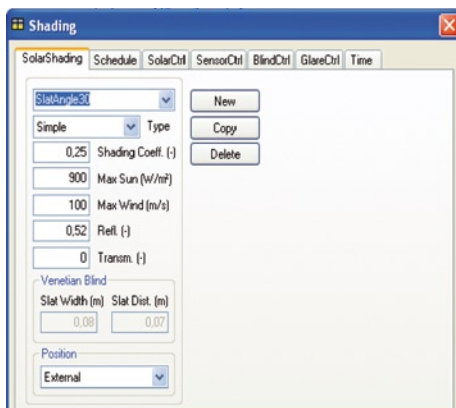 Shading
SolarShading Schedule SolarCtrl SensorCtrl BlindCtrl GlareCtrl Time
SlatAngle30 New
Simple Type Copy
0,25 Shading Coeff. (-) Delete
900 Max Sun (W/m²)
100 Max Wind (m/s)
0,52 Refl. (-)
0 Transm. (-)
Venetian Blind
Slat Width (m) Slat Dist. (m)
0,08 0,07
Position
External